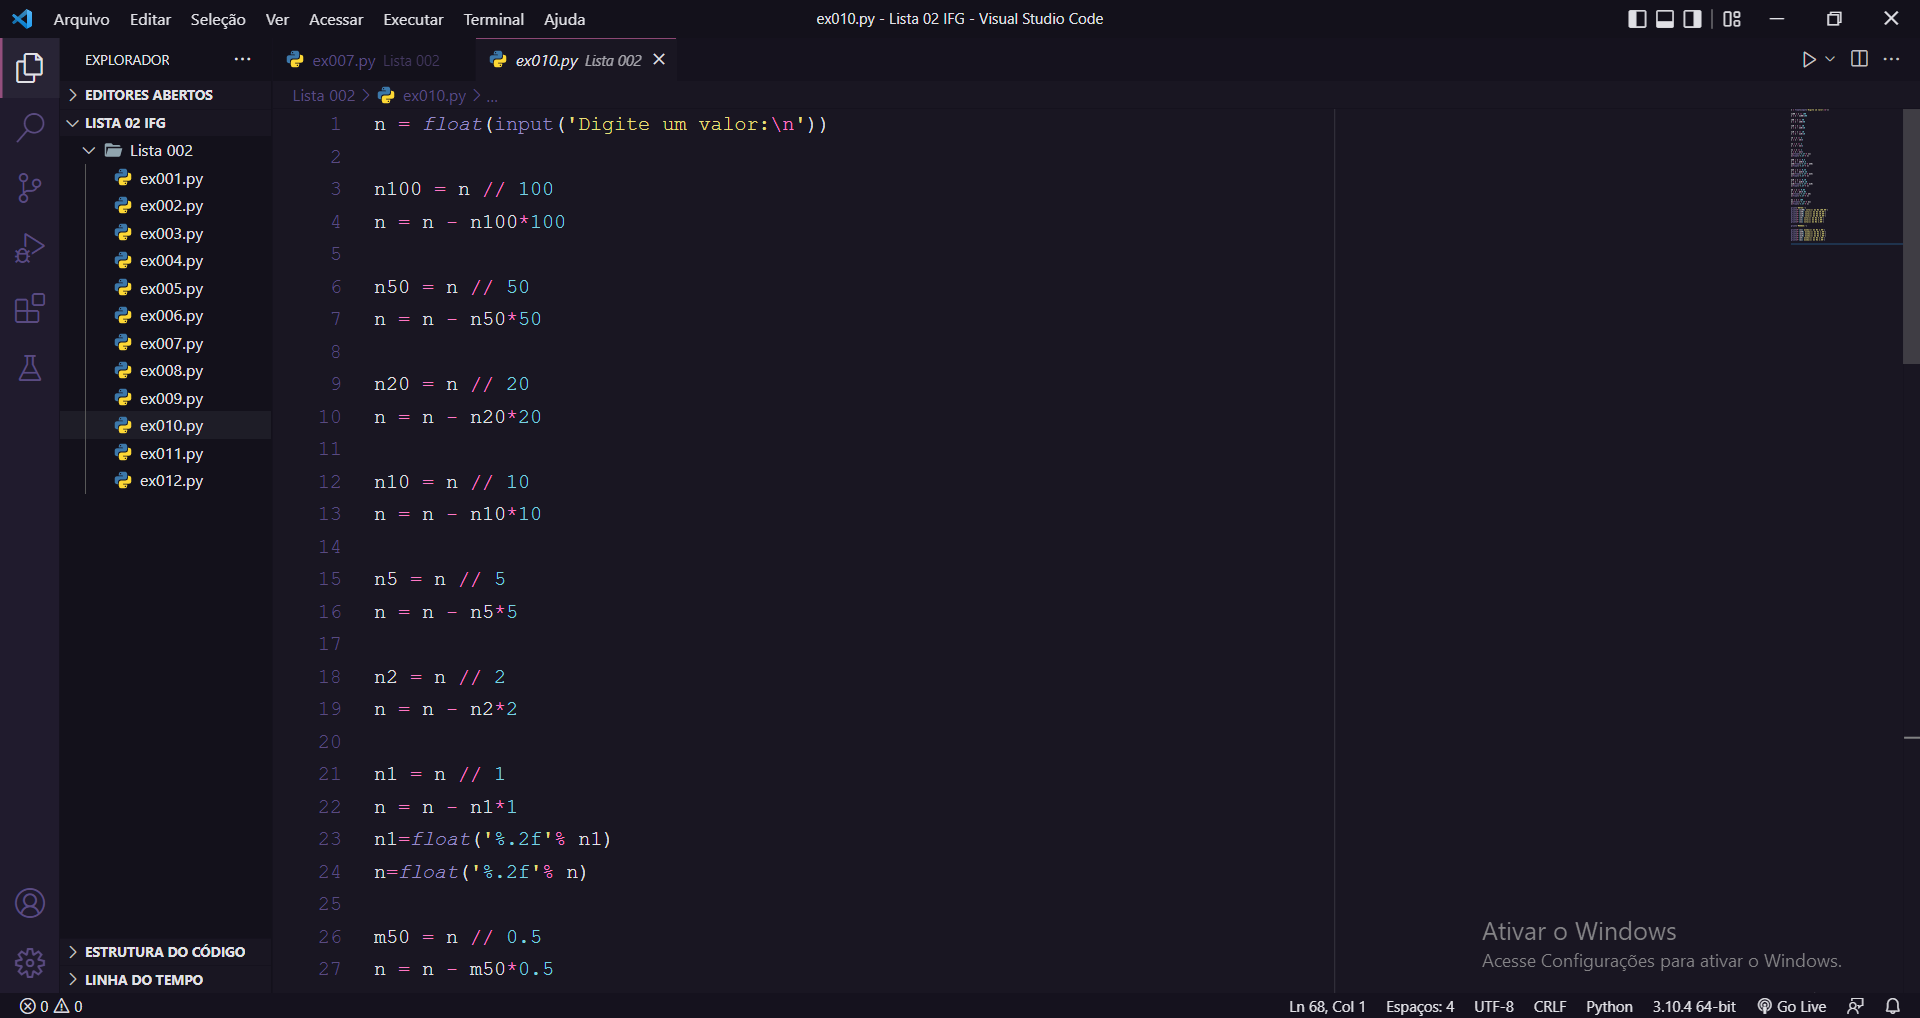 Arquivo Editar Seleção Ver Acessar Executar Terminal Ajuda
ex010.py - Lista 02 IFG - Visual Studio Code
EXPLORADOR
ex007.py Lista 002
ex010.py Lista 002
EDITORES ABERTOS
LISTA 02 IFG
Lista 002
ex001.py
ex002.py
ex003.py
ex004.py
ex005.py
ex006.py
ex007.py
ex008.py
ex009.py
ex010.py
ex011.py
ex012.py
ESTRUTURA DO CÓDIGO
LINHA DO TEMPO
Lista 002 > ex010.py > ...
1 n = float(input('Digite um valor:\n'))
2
3 n100 = n // 100
4 n = n - n100*100
5
6 n50 = n // 50
7 n = n - n50*50
8
9 n20 = n // 20
10 n = n - n20*20
11
12 n10 = n // 10
13 n = n - n10*10
14
15 n5 = n // 5
16 n = n - n5*5
17
18 n2 = n // 2
19 n = n - n2*2
20
21 n1 = n // 1
22 n = n - n1*1
23 n1=float('%.2f'% n1)
24 n=float('%.2f'% n)
25
26 m50 = n // 0.5
27 n = n - m50*0.5
Ativar o Windows
Acesse Configurações para ativar o Windows.
0 0
Ln 68, Col 1 Espaços: 4 UTF-8 CRLF Python 3.10.4 64-bit Go Live